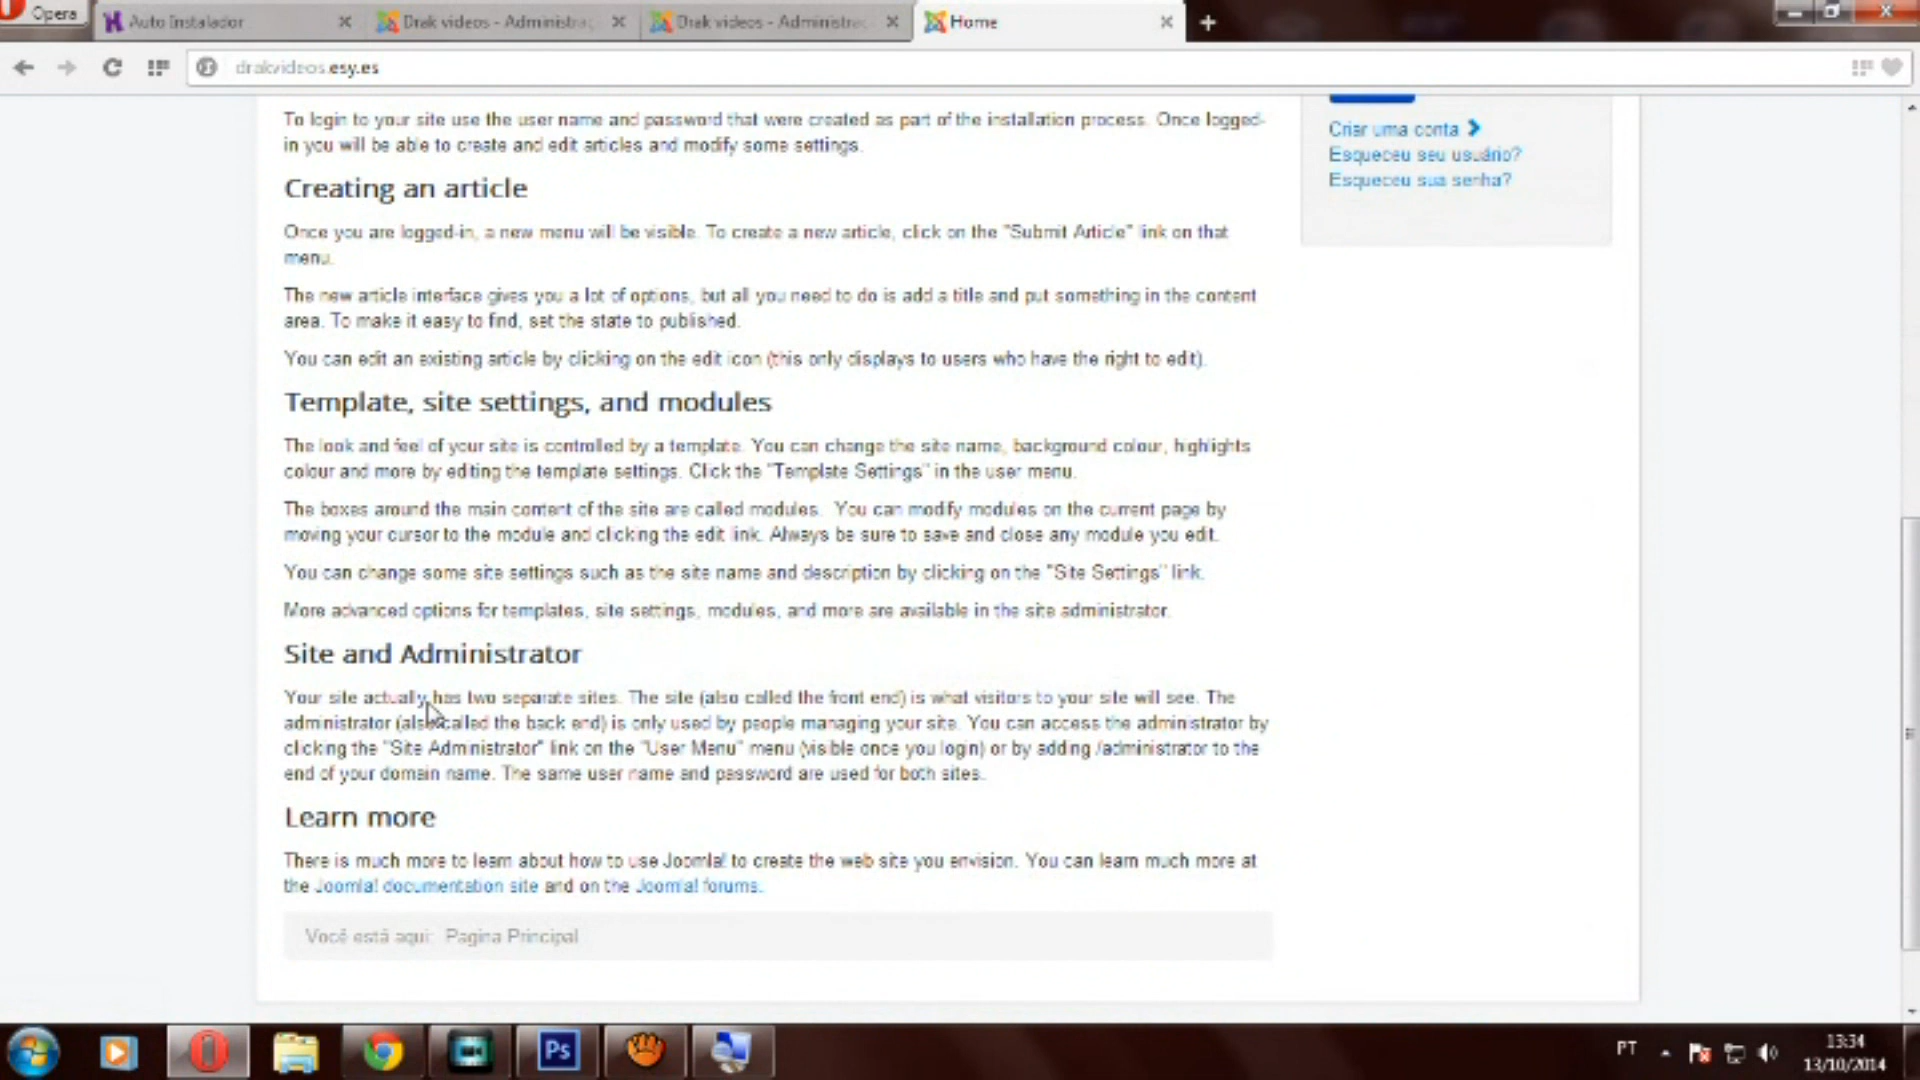 Opera
Auto Instalador
Drak videos - Administraç
Drak videos - Administraç
Home
drakvideos.esy.es
To login to your site use the user name and password that were created as part of the installation process. Once logged-
in you will be able to create and edit articles and modify some settings.
Criar uma conta
Esqueceu seu usuário?
Esqueceu sua senha?
Creating an article
Once you are logged-in, a new menu will be visible. To create a new article, click on the "Submit Article" link on that
menu.
The new article interface gives you a lot of options, but all you need to do is add a title and put something in the content
area. To make it easy to find, set the state to published.
You can edit an existing article by clicking on the edit icon (this only displays to users who have the right to edit).
Template, site settings, and modules
The look and feel of your site is controlled by a template. You can change the site name, background colour, highlights
colour and more by editing the template settings. Click the "Template Settings" in the user menu.
The boxes around the main content of the site are called modules. You can modify modules on the current page by
moving your cursor to the module and clicking the edit link. Always be sure to save and close any module you edit.
You can change some site settings such as the site name and description by clicking on the "Site Settings" link.
More advanced options for templates, site settings, modules, and more are available in the site administrator.
Site and Administrator
Your site actually has two separate sites. The site (also called the front end) is what visitors to your site will see. The
administrator (also called the back end) is only used by people managing your site. You can access the administrator by
clicking the "Site Administrator" link on the "User Menu" menu (visible once you login) or by adding /administrator to the
end of your domain name. The same user name and password are used for both sites.
Learn more
There is much more to learn about how to use Joomla! to create the web site you envision. You can learn much more at
the Joomla! documentation site and on the Joomla! forums.
Você está aqui: Pagina Principal
Ps
PT
13:34
13/10/2014